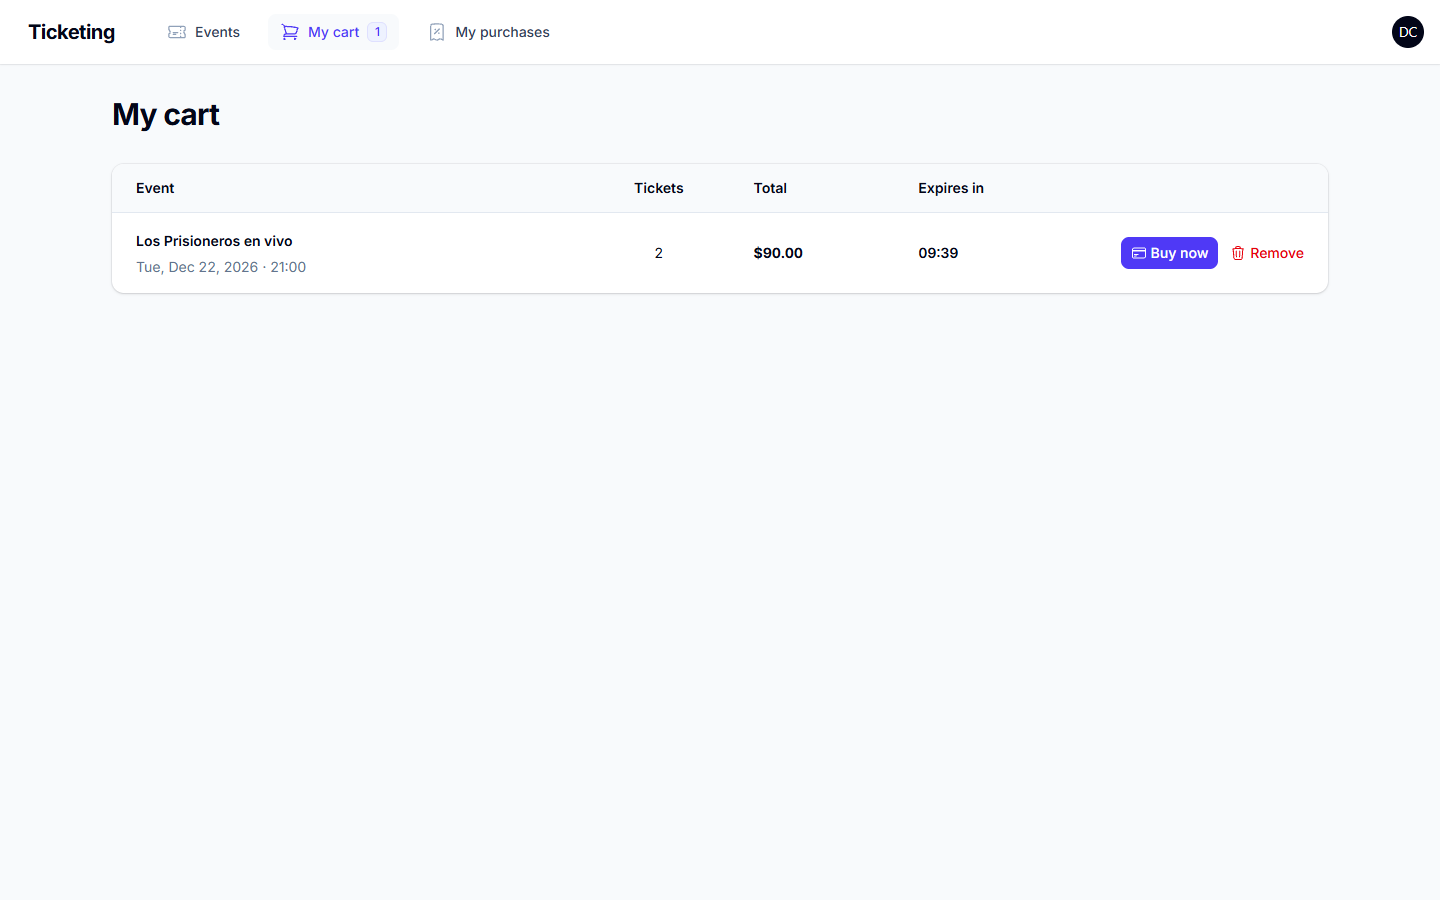 Ticketing
Events
My cart 1
My purchases
DC
My cart
Event Tickets Total Expires in
Los Prisioneros en vivo
Tue, Dec 22, 2026 · 21:00
2 $90.00 09:39 Buy now Remove